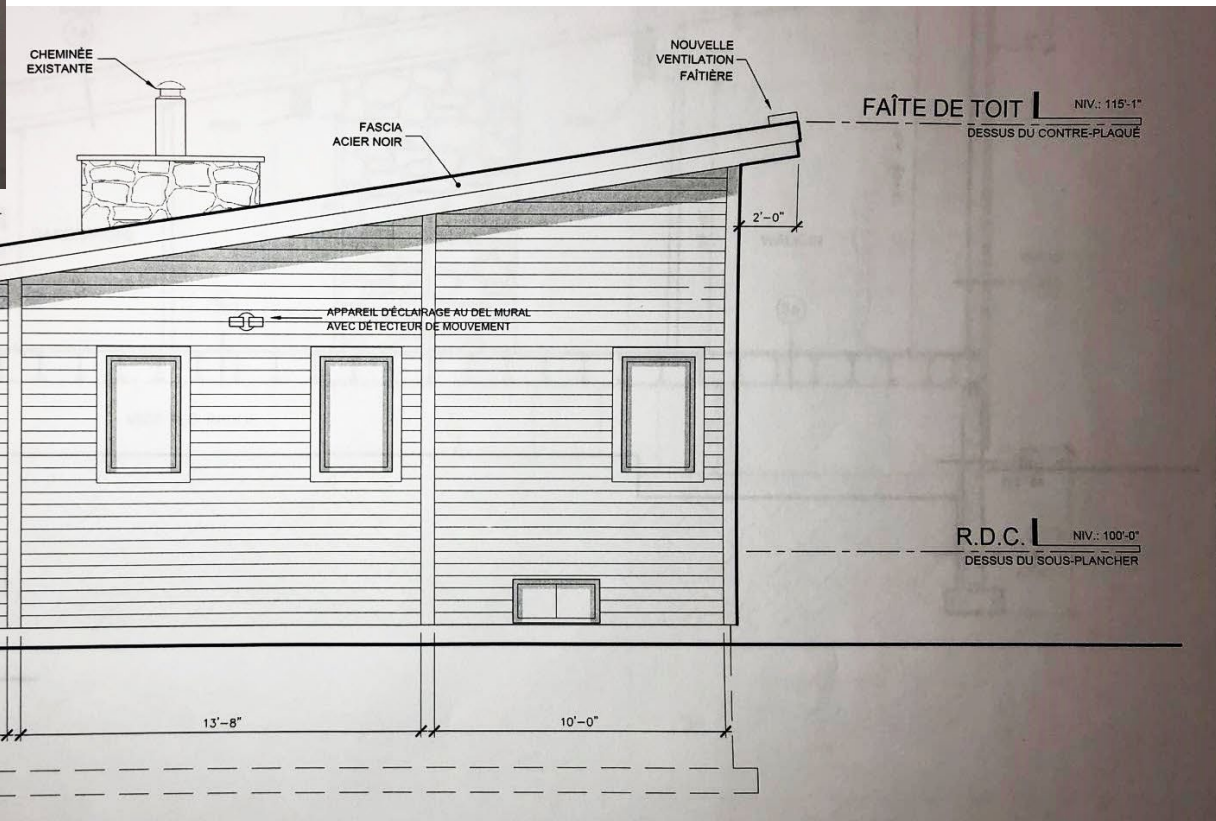 CHEMINÉE
EXISTANTE
NOUVELLE
VENTILATION
FAÎTIÈRE
FASCIA
ACIER NOIR
FAÎTE DE TOIT
NIV.: 115'-1"
DESSUS DU CONTRE-PLAQUÉ
2'-0"
APPAREIL D'ÉCLAIRAGE AU DEL MURAL
AVEC DÉTECTEUR DE MOUVEMENT
R.D.C.
NIV.: 100'-0"
DESSUS DU SOUS-PLANCHER
13'-8"
10'-0"